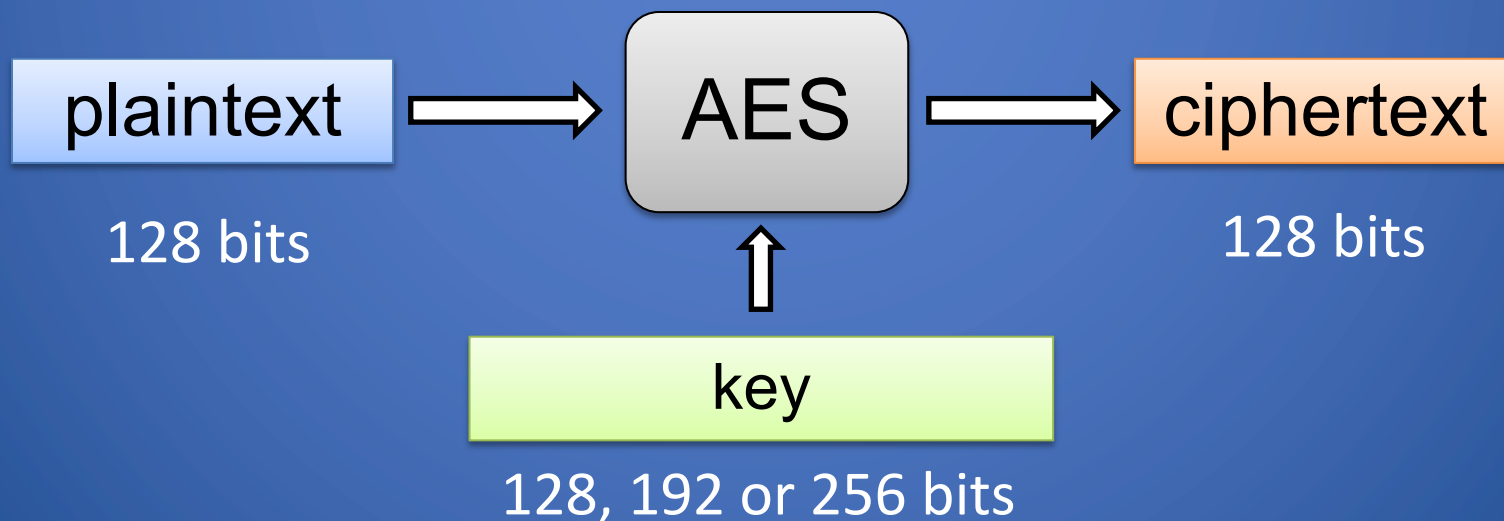 plaintext
AES
ciphertext
128 bits
128 bits
key
128, 192 or 256 bits